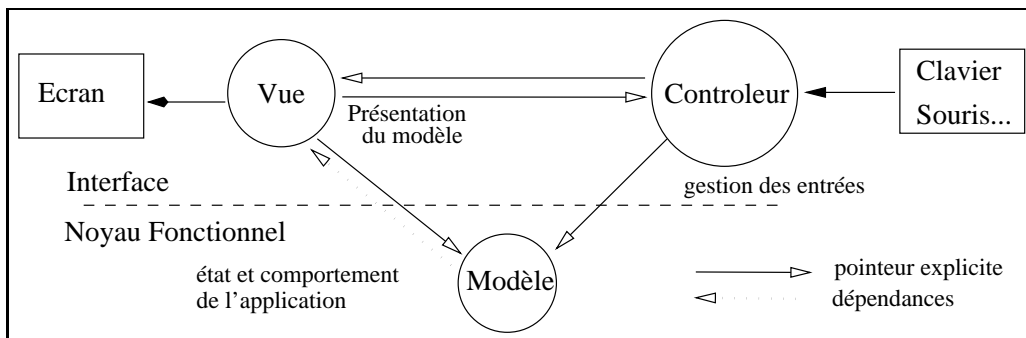 Ecran
Vue
Présentation
du modèle
Controleur
Clavier
Souris...
Interface
gestion des entrées
Noyau Fonctionnel
état et comportement
de l'application
Modèle
pointeur explicite
dépendances